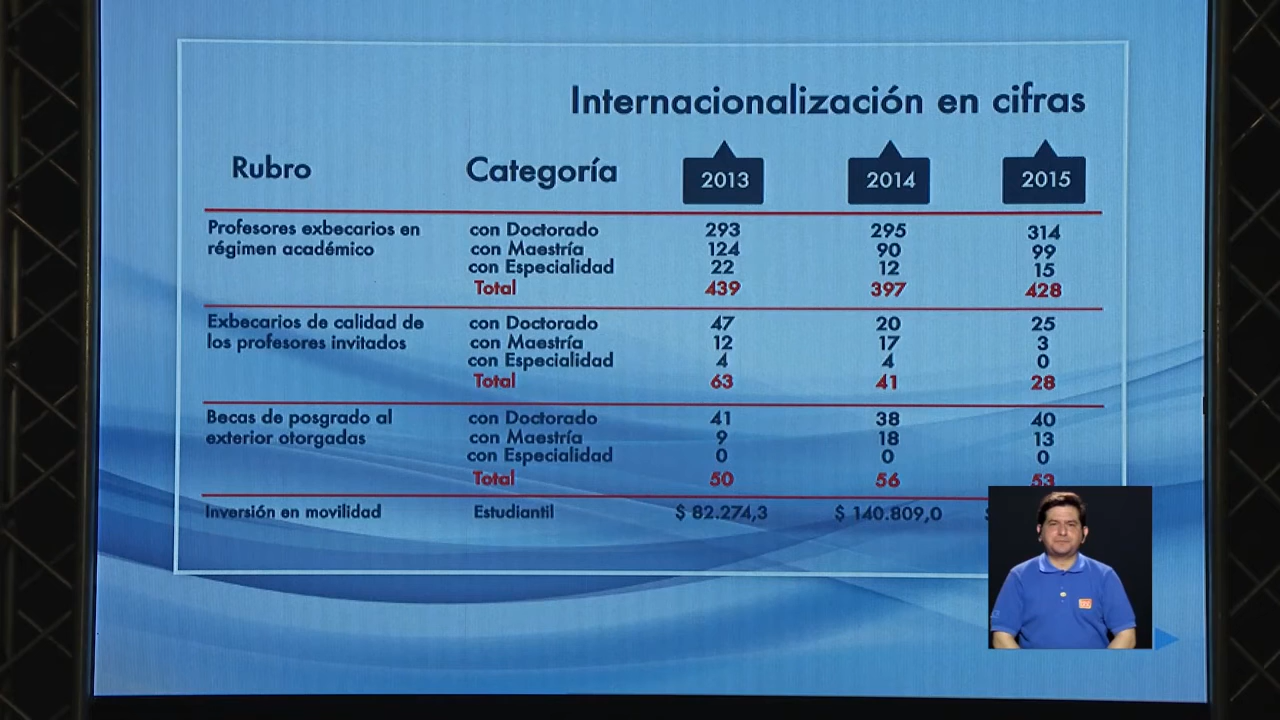 Internacionalización en cifras
Rubro Categoría 2013 2014 2015
Profesores exbecarios en con Doctorado 293 295 314
régimen académico con Maestría 124 90 99
con Especialidad 22 12 15
Total 439 397 428
Exbecarios de calidad de con Doctorado 47 20 25
los profesores invitados con Maestría 12 17 3
con Especialidad 4 4 0
Total 63 41 28
Becas de posgrado al con Doctorado 41 38 40
exterior otorgadas con Maestría 9 18 13
con Especialidad 0 0 0
Total 50 56 53
Inversión en movilidad Estudiantil $ 82.274,3 $ 140.809,0